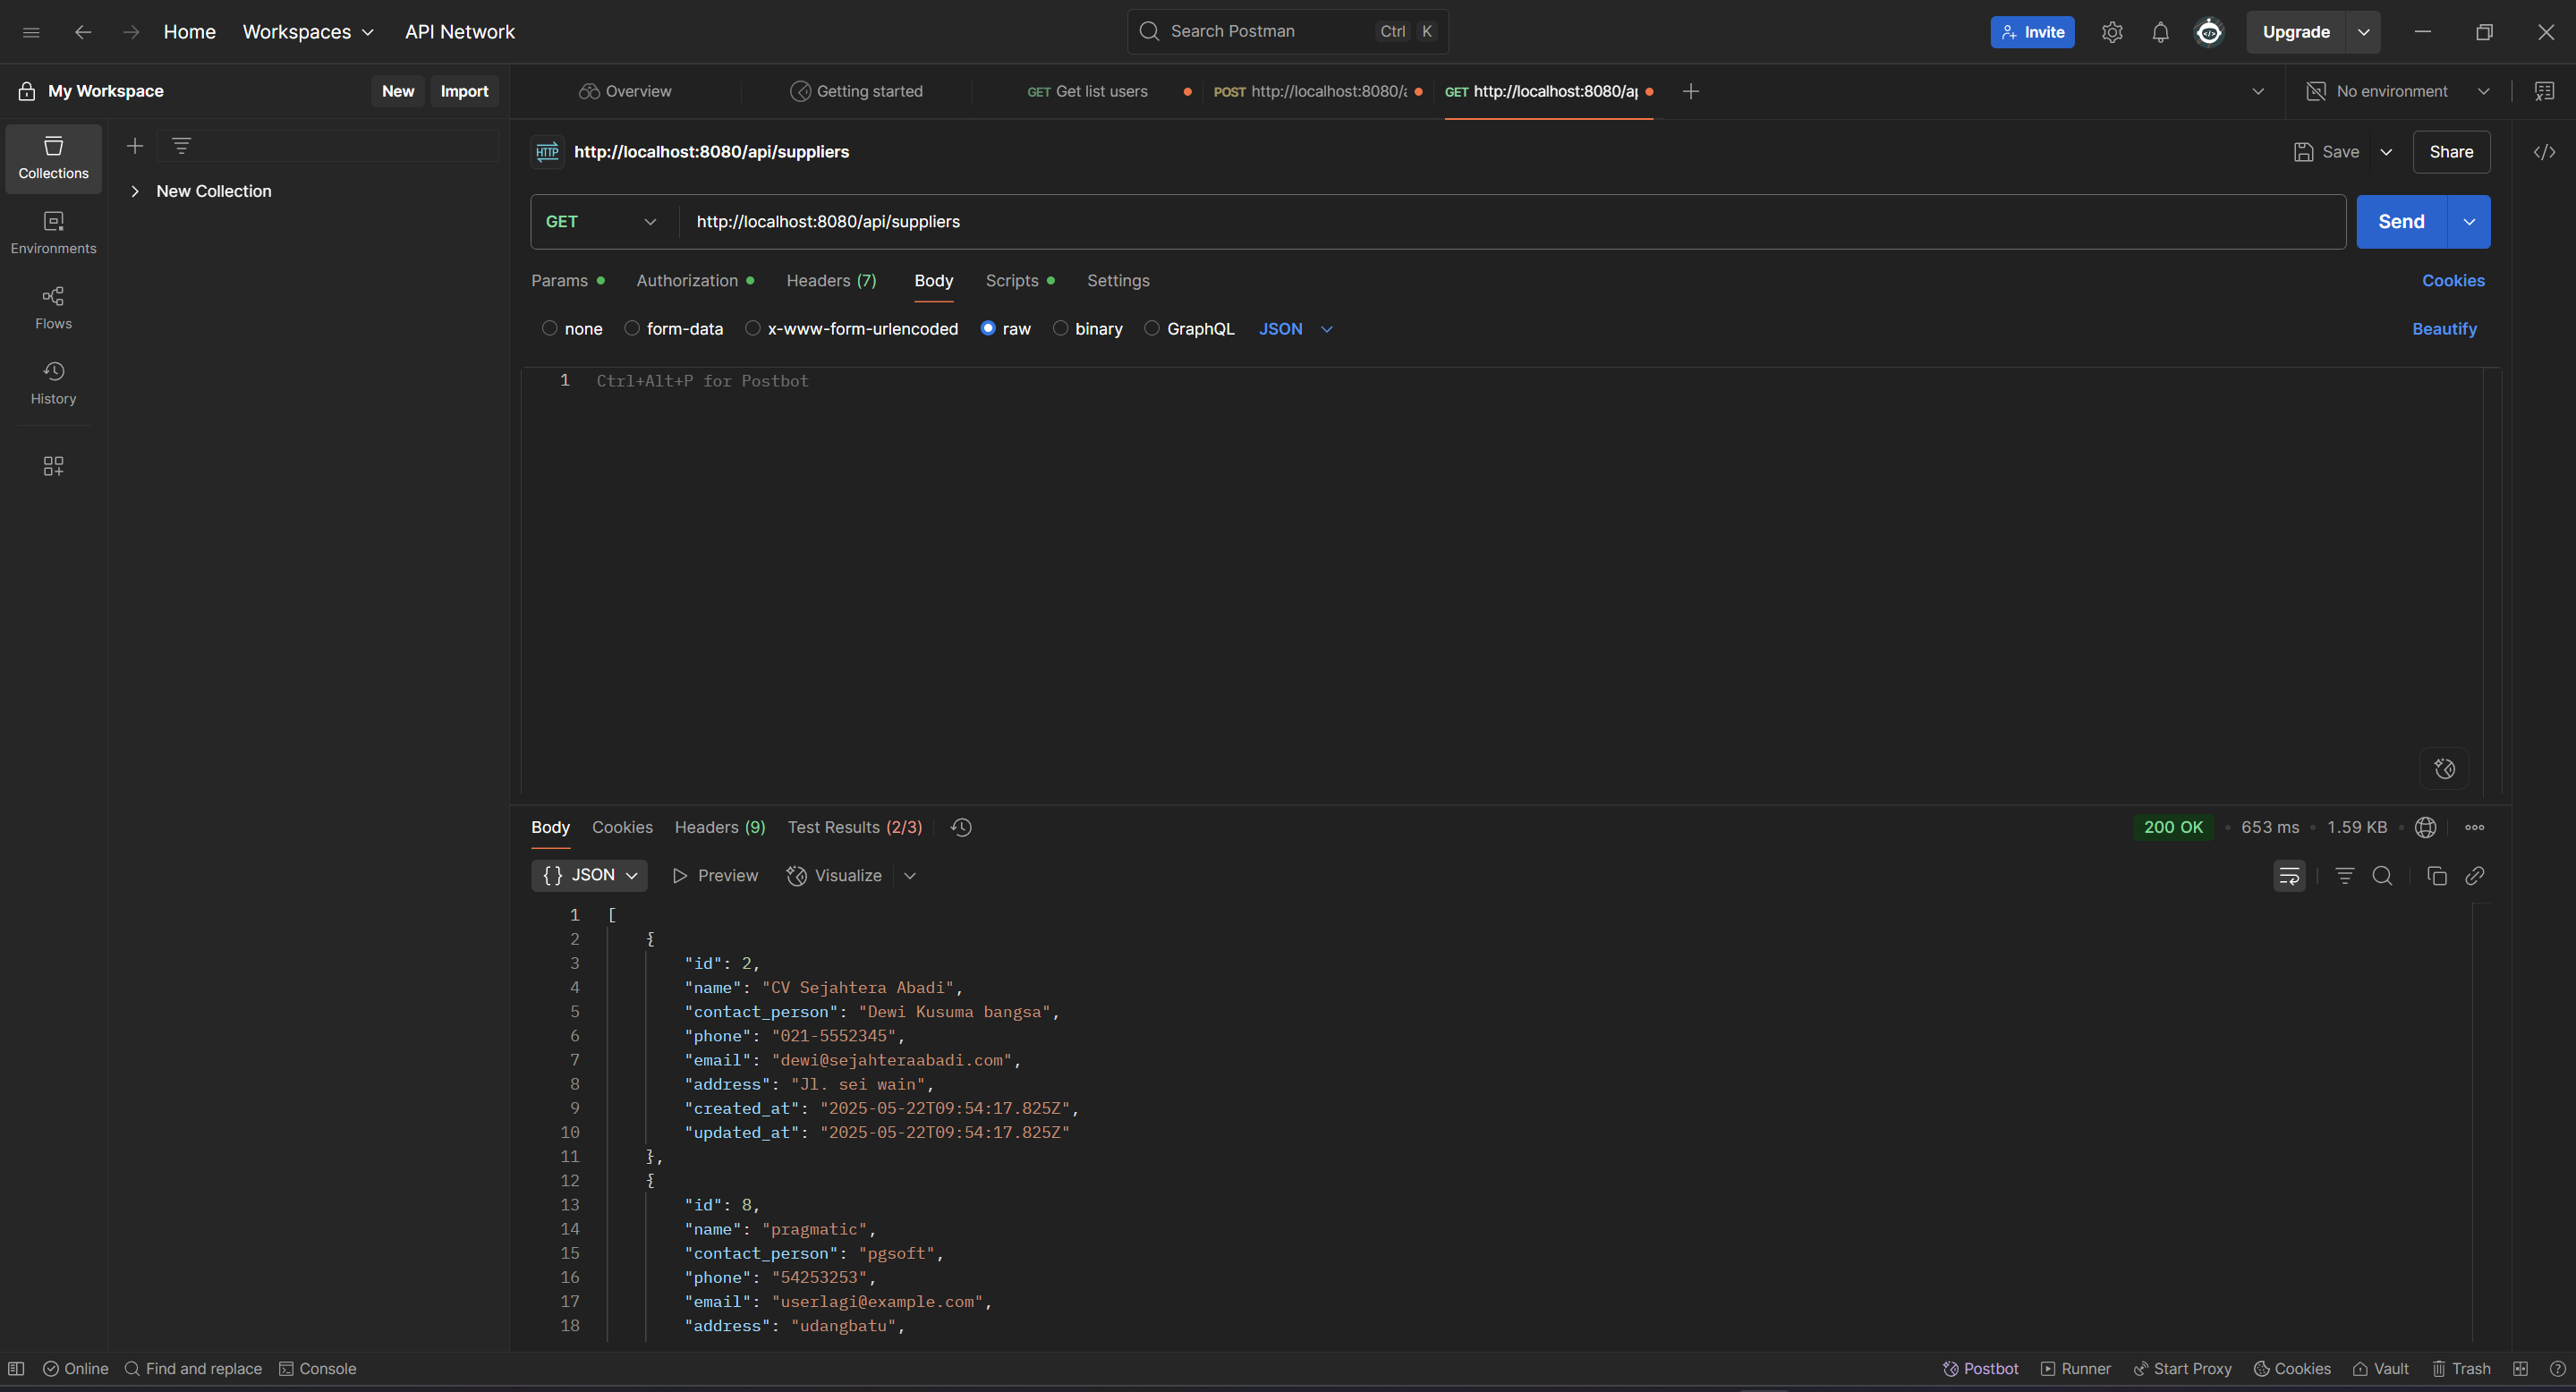 Home Workspaces API Network Search Postman Ctrl K Invite Upgrade
My Workspace New Import Overview Getting started GET Get list users POST http://localhost:8080/a GET http://localhost:8080/ap No environment
Collections
Environments
Flows
History
New Collection
HTTP http://localhost:8080/api/suppliers Save Share
GET http://localhost:8080/api/suppliers Send
Params Authorization Headers (7) Body Scripts Settings Cookies
none form-data x-www-form-urlencoded raw binary GraphQL JSON Beautify
1 Ctrl+Alt+P for Postbot
Body Cookies Headers (9) Test Results (2/3) 200 OK 653 ms 1.59 KB
{} JSON Preview Visualize
1 [
2 {
3 "id": 2,
4 "name": "CV Sejahtera Abadi",
5 "contact_person": "Dewi Kusuma bangsa",
6 "phone": "021-5552345",
7 "email": "dewi@sejahteraabadi.com",
8 "address": "Jl. sei wain",
9 "created_at": "2025-05-22T09:54:17.825Z",
10 "updated_at": "2025-05-22T09:54:17.825Z"
11 },
12 {
13 "id": 8,
14 "name": "pragmatic",
15 "contact_person": "pgsoft",
16 "phone": "54253253",
17 "email": "userlagi@example.com",
18 "address": "udangbatu",
Online Find and replace Console Postbot Runner Start Proxy Cookies Vault Trash